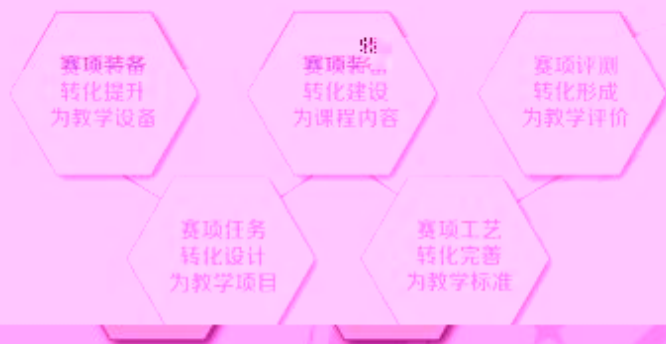 赛项装备
转化提升
为教学设备
赛项
转化建设
为课程内容
赛项评测
转化形成
为教学评价
赛项任务
转化设计
为教学项目
赛项工艺
转化完善
为教学标准